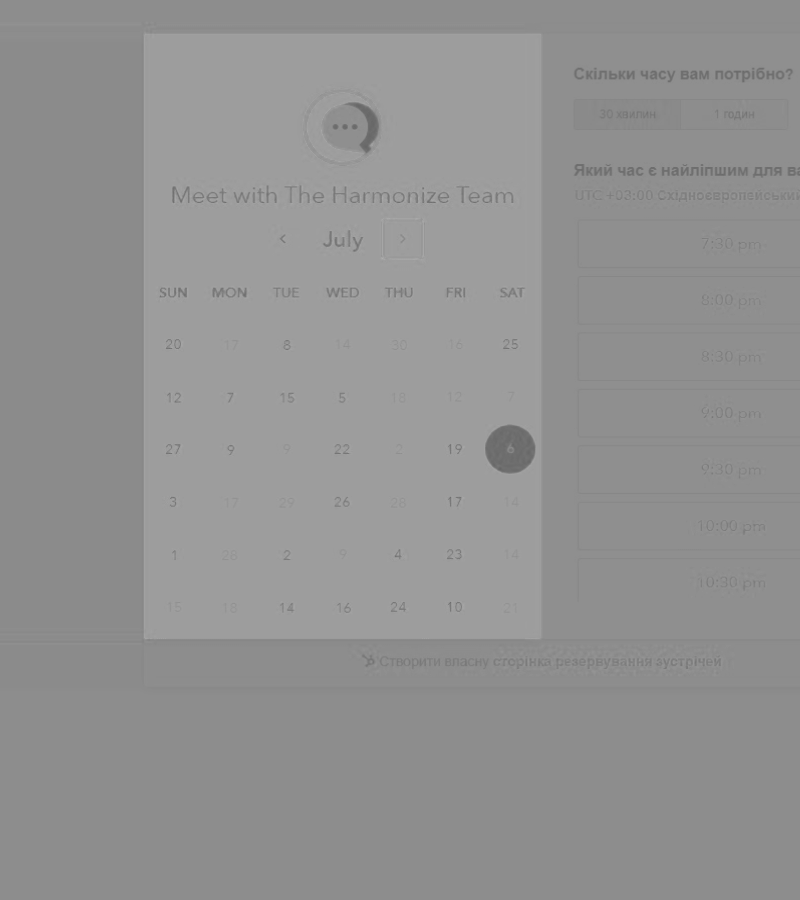 Meet with The Harmonize Team
July
SUN MON TUE WED THU FRI SAT
20 17 8 14 30 16 25
12 7 15 5 18 12 7
27 9 9 22 2 19 6
3 17 29 26 28 17 14
1 28 2 9 4 23 14
15 18 14 16 24 10 21
Скільки часу вам потрібно?
30 хвилин 1 годин
Який час є найліпшим для ва
UTC +03:00 Східноєвропейський
7:30 pm
8:00 pm
8:30 pm
9:00 pm
9:30 pm
10:00 pm
10:30 pm
Створити власну сторінка резервування зустрічей